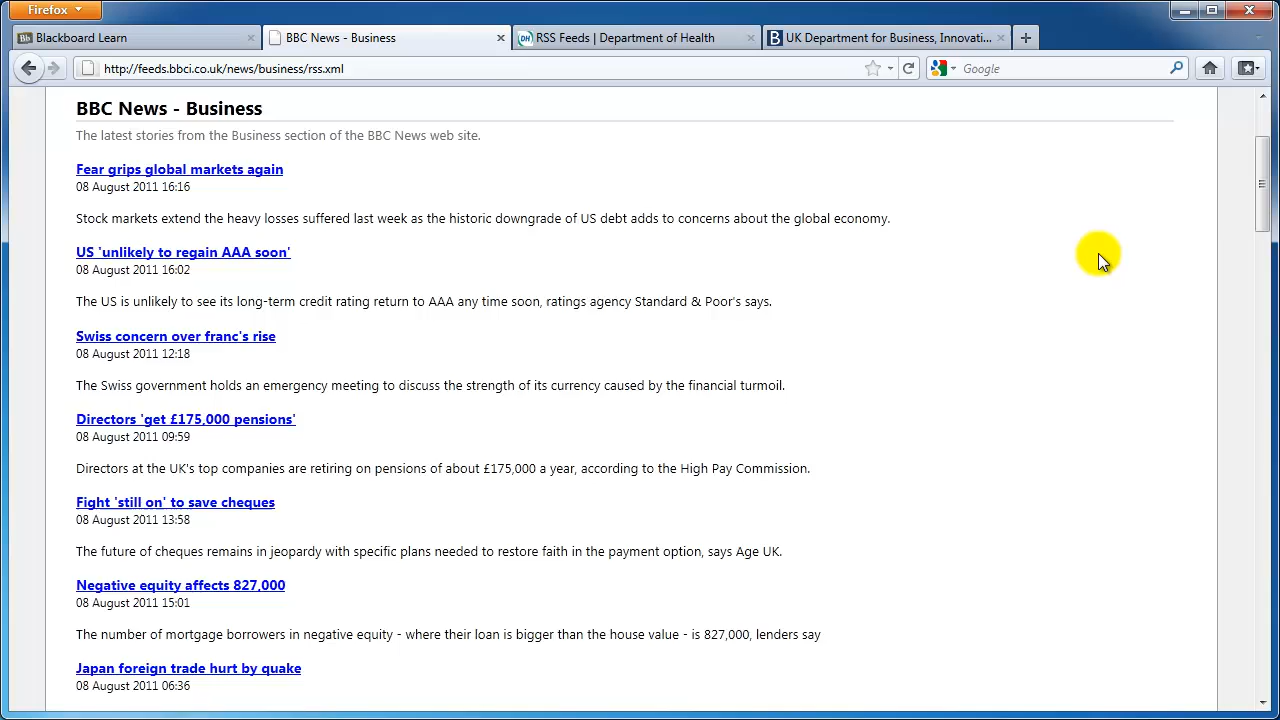 Firefox
Blackboard Learn
BBC News - Business
RSS Feeds | Department of Health
UK Department for Business, Innovati...
http://feeds.bbci.co.uk/news/business/rss.xml
Google
BBC News - Business
The latest stories from the Business section of the BBC News web site.
Fear grips global markets again
08 August 2011 16:16
Stock markets extend the heavy losses suffered last week as the historic downgrade of US debt adds to concerns about the global economy.
US 'unlikely to regain AAA soon'
08 August 2011 16:02
The US is unlikely to see its long-term credit rating return to AAA any time soon, ratings agency Standard & Poor's says.
Swiss concern over franc's rise
08 August 2011 12:18
The Swiss government holds an emergency meeting to discuss the strength of its currency caused by the financial turmoil.
Directors 'get £175,000 pensions'
08 August 2011 09:59
Directors at the UK's top companies are retiring on pensions of about £175,000 a year, according to the High Pay Commission.
Fight 'still on' to save cheques
08 August 2011 13:58
The future of cheques remains in jeopardy with specific plans needed to restore faith in the payment option, says Age UK.
Negative equity affects 827,000
08 August 2011 15:01
The number of mortgage borrowers in negative equity - where their loan is bigger than the house value - is 827,000, lenders say
Japan foreign trade hurt by quake
08 August 2011 06:36